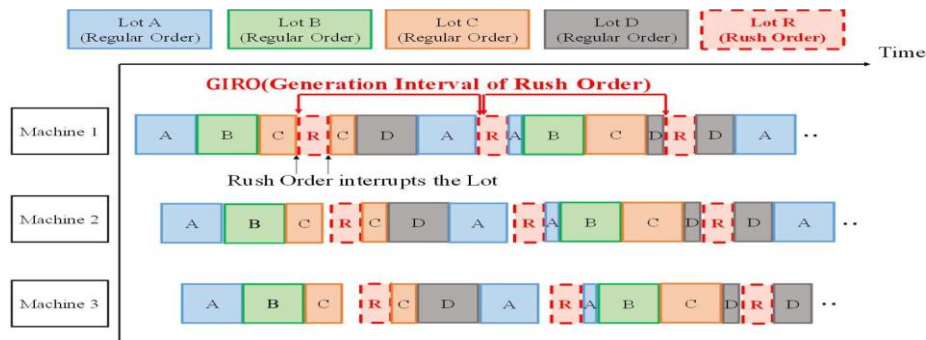 Lot A
(Regular Order)
Lot B
(Regular Order)
Lot C
(Regular Order)
Lot D
(Regular Order)
Lot R
(Rush Order)
Time
GIRO(Generation Interval of Rush Order)
Machine 1
A B C R C D A R A B C D R D A ··
Rush Order interrupts the Lot
Machine 2
A B C R C D A R A B C D R D A ··
Machine 3
A B C R C D A R A B C D R D ··